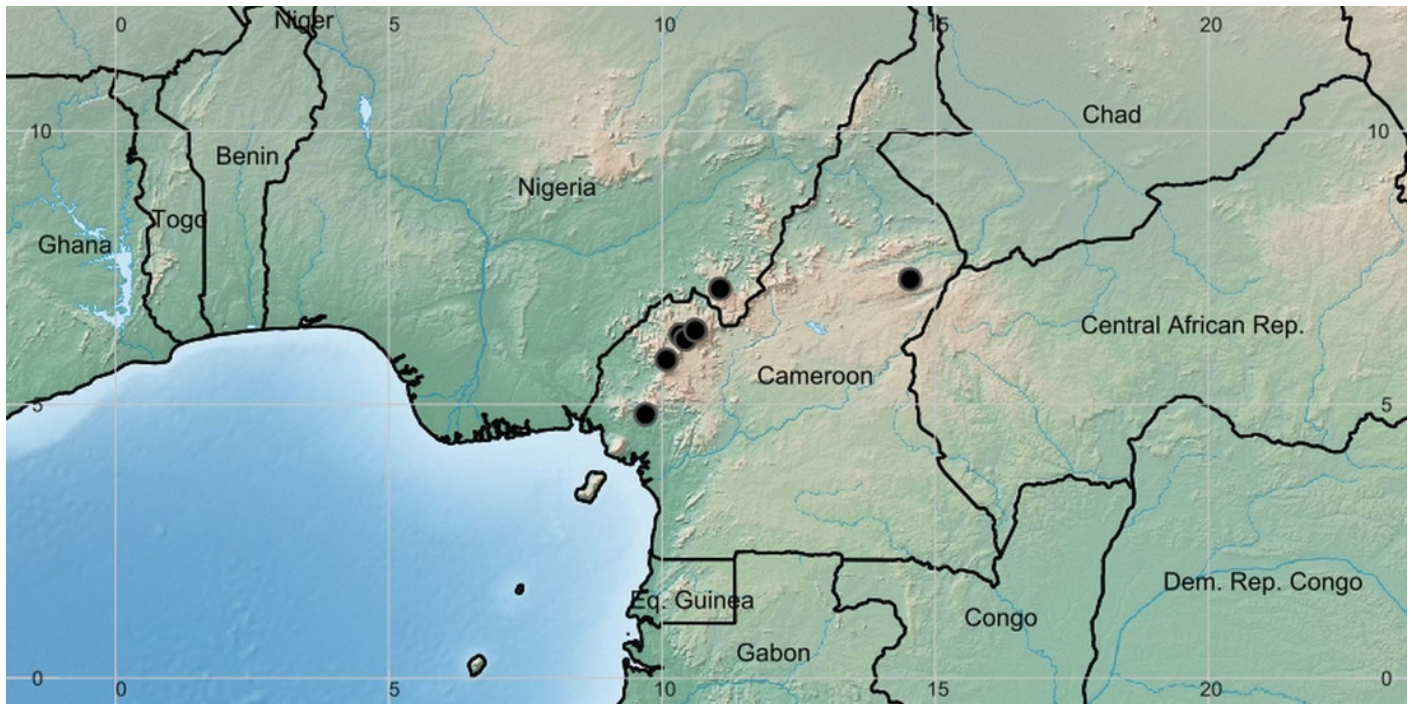 0 5 10 15 20
Niger
Chad
10 10
Benin
Nigeria
Togo
Ghana
Central African Rep.
Cameroon
5 5
Dem. Rep. Congo
Eq. Guinea
Congo
Gabon
0 0 5 10 15 20 0